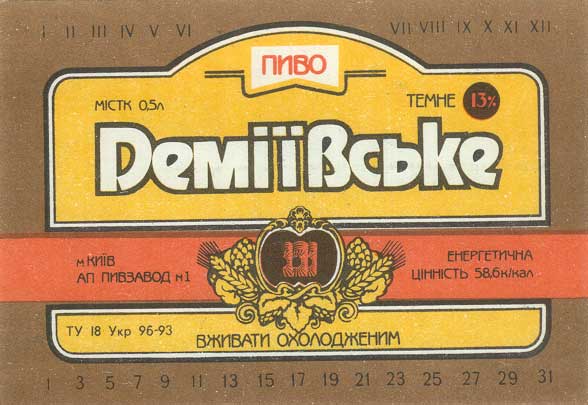 I II III IV V VI VII VIII IX X XI XII
ПИВО
МІСТК 0,5л
ТЕМНЕ 13%
Деміївське
м КИЇВ
АП ПИВЗАВОД N1
ЕНЕРГЕТИЧНА
ЦІННІСТЬ 58,6к/кал
ТУ 18 Укр 96-93
ВЖИВАТИ ОХОЛОДЖЕНИМ
1 3 5 7 9 11 13 15 17 19 21 23 25 27 29 31